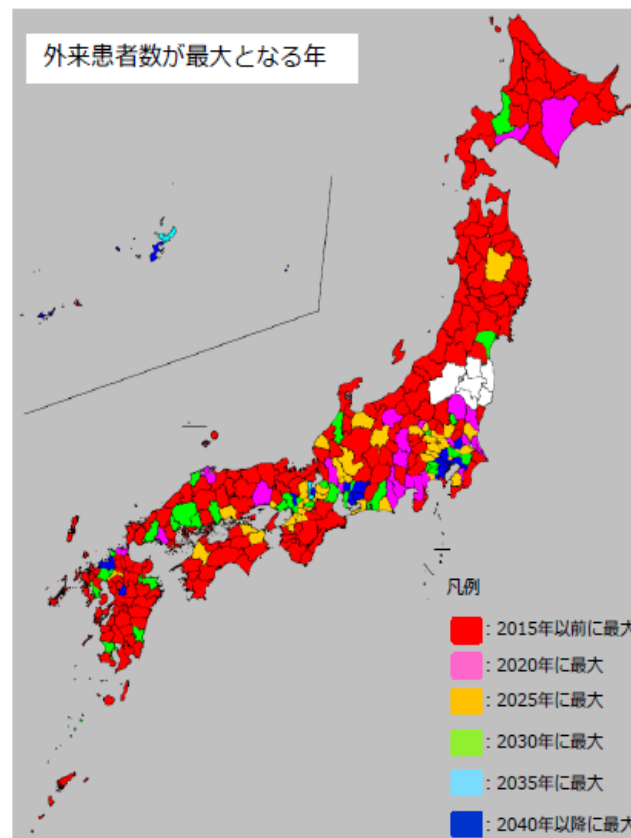 外来患者数が最大となる年
凡例
：2015年以前に最大
：2020年に最大
：2025年に最大
：2030年に最大
：2035年に最大
：2040年以降に最大